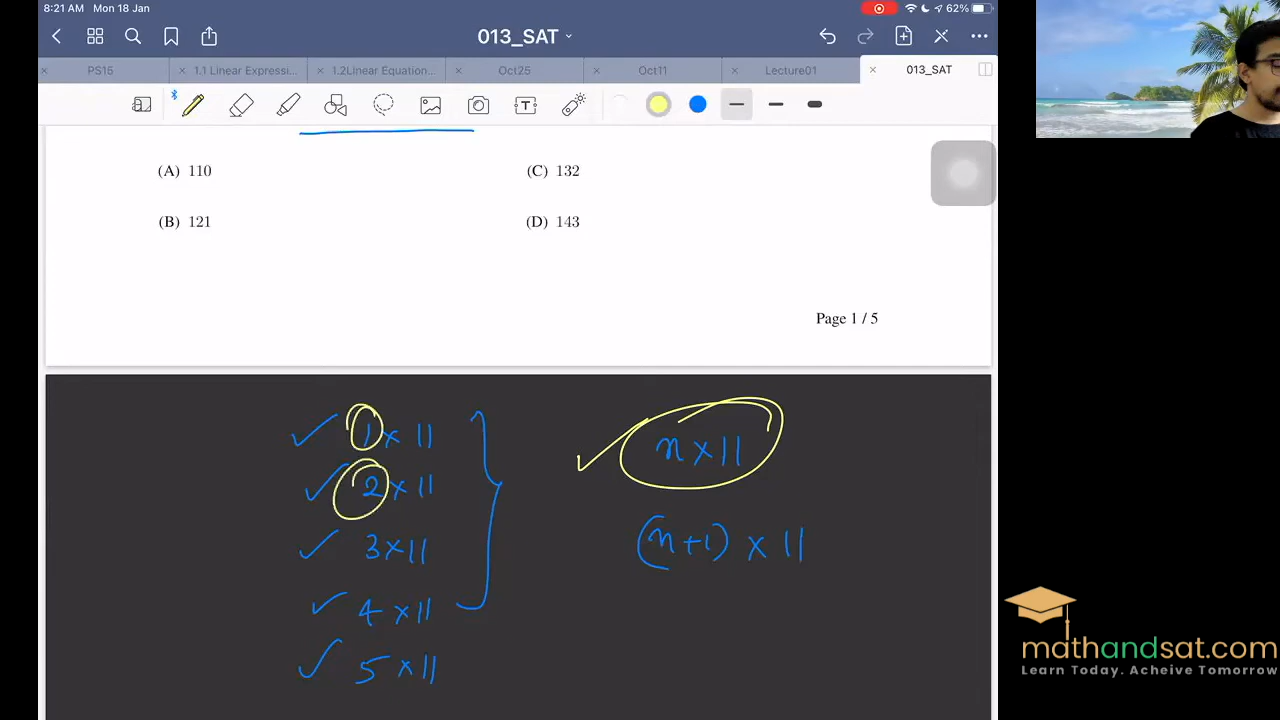 8:21 AM Mon 18 Jan
62%
013_SAT
PS16
1.1 Linear Expressi...
1.2Linear Equation...
Oct25
Oct11
Lecture01
013_SAT
(A) 110
(C) 132
(B) 121
(D) 143
Page 1 / 5
1 × 11
2 × 11
3 × 11
4 × 11
5 × 11
n × 11
(n+1) × 11
mathandsat.com
Learn Today. Acheive Tomorrow